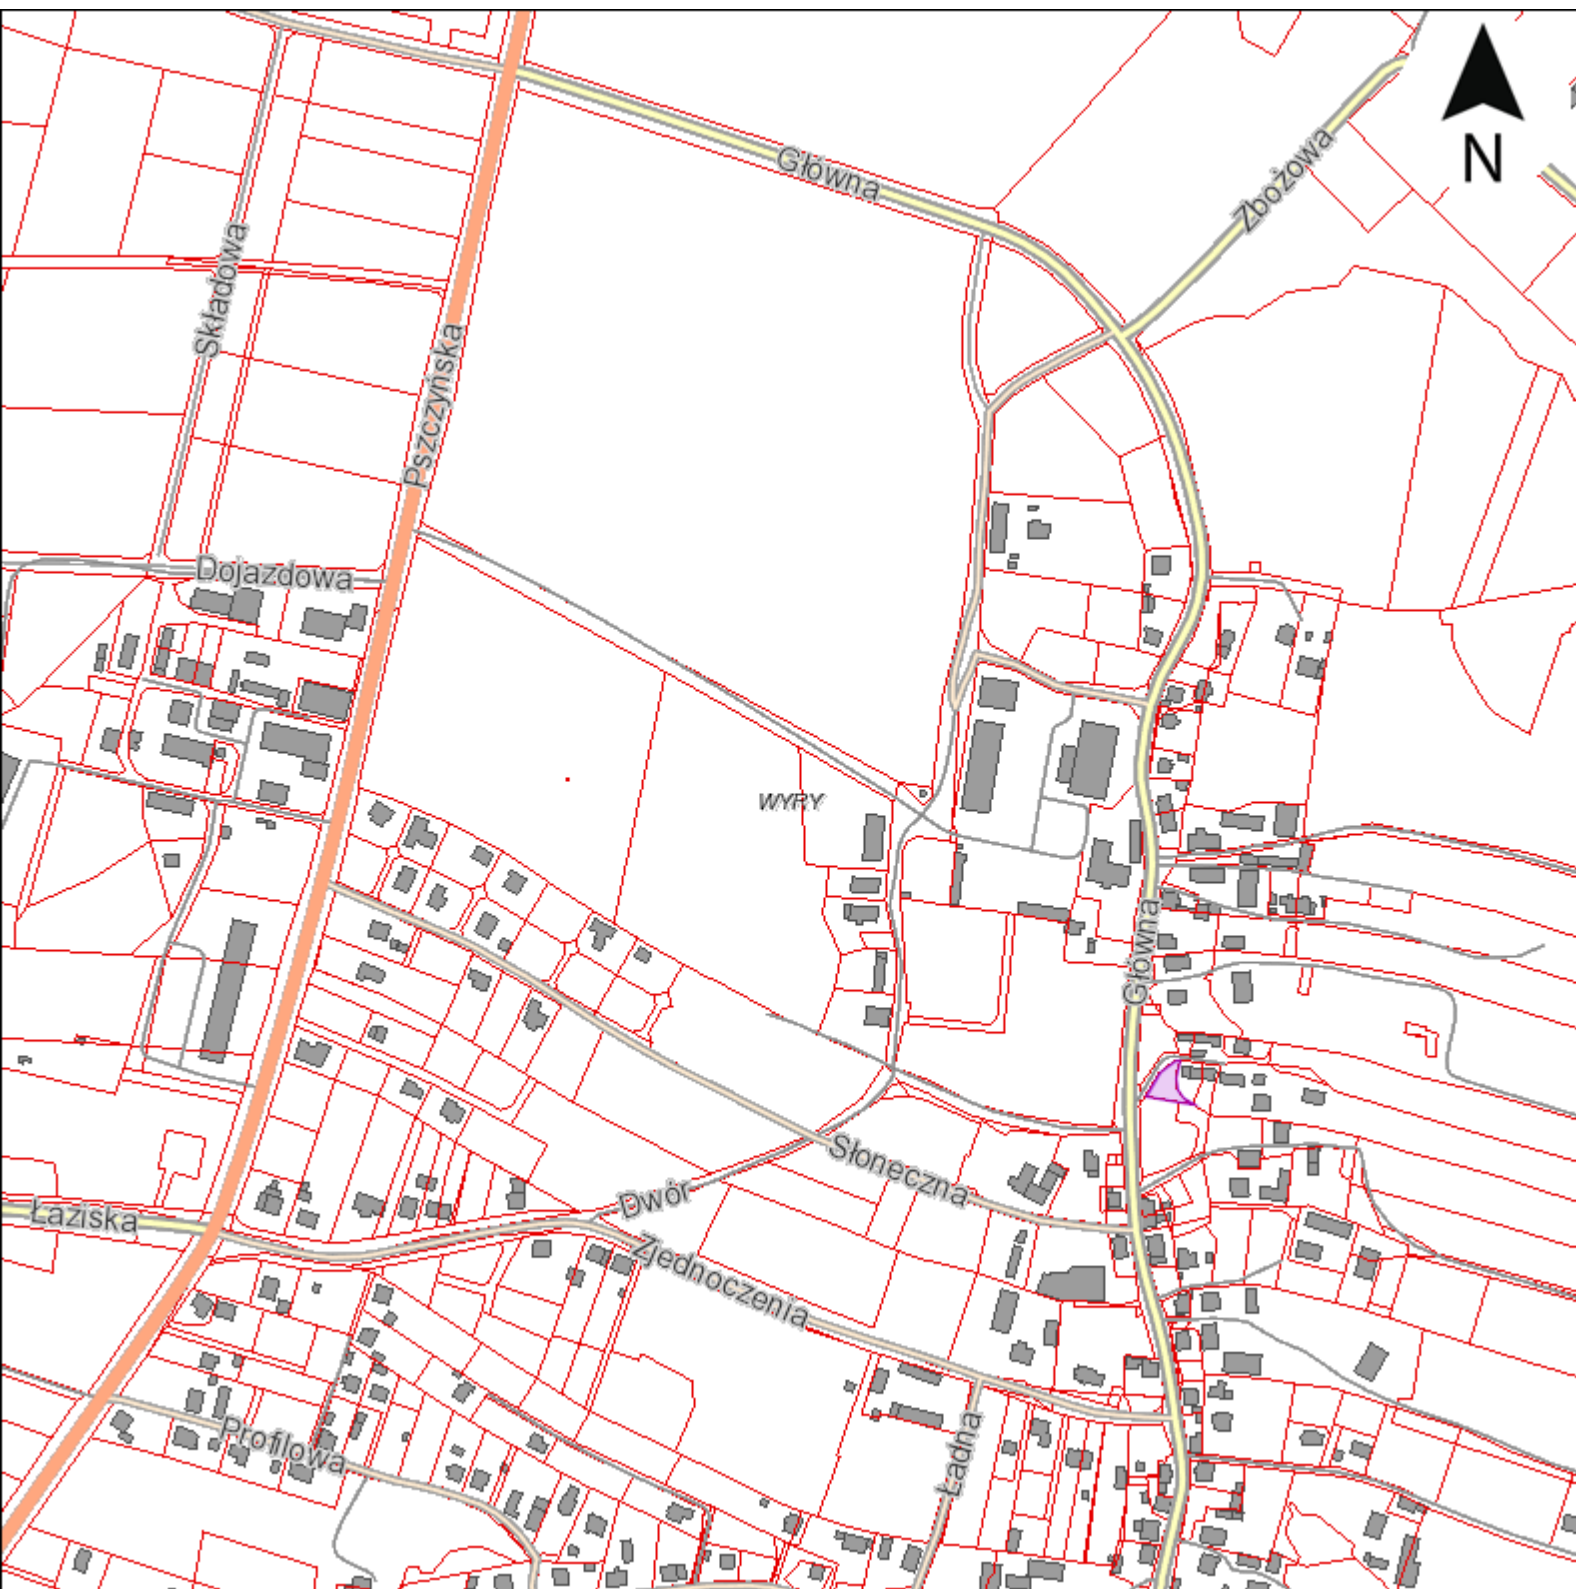 Główna
N
Zbożowa
Składowa
Pszczyńska
Dojazdowa
WYRY
Główna
Słoneczna
Dwór
Łaziska
Zjednoczenia
Profilowa
Ładna